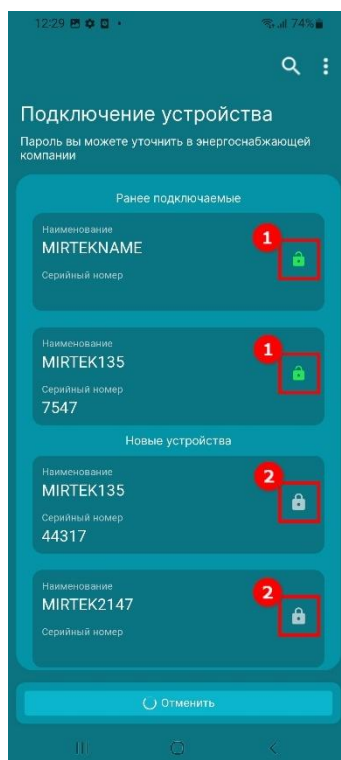 12:29 74%
Подключение устройства
Пароль вы можете уточнить в энергоснабжающей
компании
Ранее подключаемые
Наименование
MIRTEKNAME
1
Серийный номер
Наименование
MIRTEK135
1
Серийный номер
7547
Новые устройства
Наименование
MIRTEK135
2
Серийный номер
44317
Наименование
MIRTEK2147
2
Серийный номер
Отменить